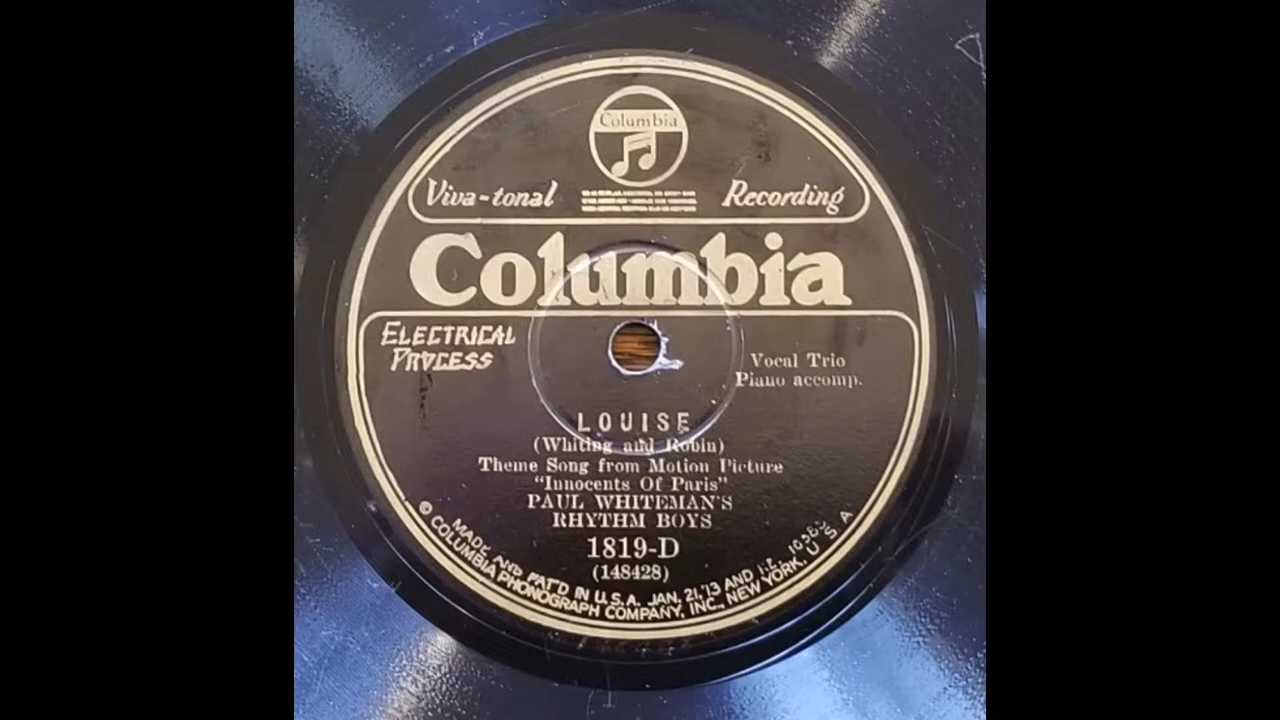 Columbia
Viva-tonal Recording
Columbia
ELECTRICAL
PROCESS
Vocal Trio
Piano accomp.
LOUISE
(Whiting and Robin)
Theme Song from Motion Picture
"Innocents Of Paris"
PAUL WHITEMAN'S
RHYTHM BOYS
1819-D
(148428)
MADE AND PAT'D IN U.S.A. JAN. 21,'13 AND
© COLUMBIA PHONOGRAPH COMPANY, INC., NEW YORK, U S A